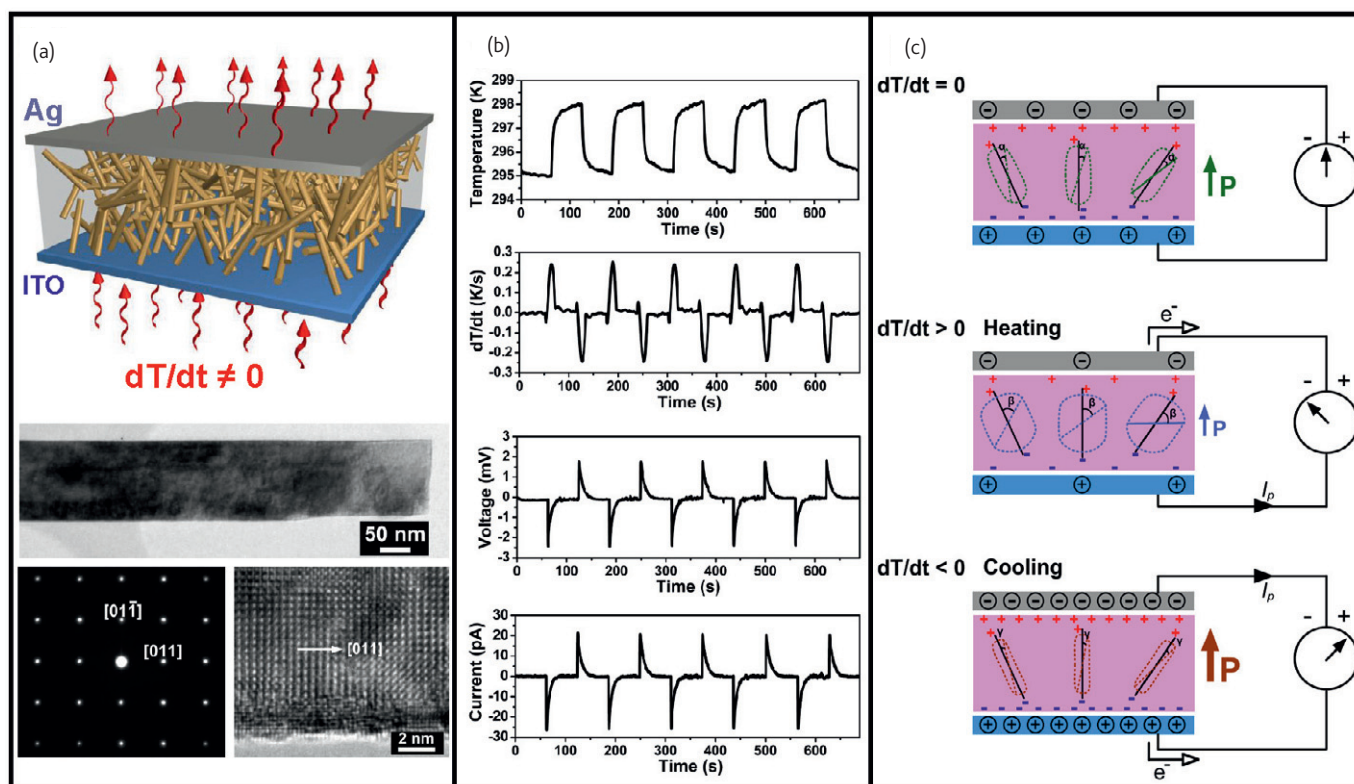 (a)
Ag
ITO
dT/dt ≠ 0
50 nm
[011̄]
[011]
[011]
2 nm
(b)
299
298
297
296
295
294
Temperature (K)
0 100 200 300 400 500 600
Time (s)
0.3
0.2
0.1
0.0
-0.1
-0.2
-0.3
dT/dt (K/s)
0 100 200 300 400 500 600
Time (s)
3
2
1
0
-1
-2
-3
Voltage (mV)
0 100 200 300 400 500 600
Time (s)
30
20
10
0
-10
-20
-30
Current (pA)
0 100 200 300 400 500 600
Time (s)
(c)
dT/dt = 0
- - - - -
+ + + + + + +
+ + +
α α α
- - -
- - - - - -
+ + + + +
P
- +
dT/dt > 0 Heating
e-
- - -
+ + + +
+ + +
β β β
- - -
- - - -
+ + +
P
- +
Ip
dT/dt < 0 Cooling
Ip
- - - - - - - - -
+ + + + + + + + + + +
+ + +
γ γ γ
- - -
- - - - - - - - - - -
+ + + + + + + + +
P
- +
e-